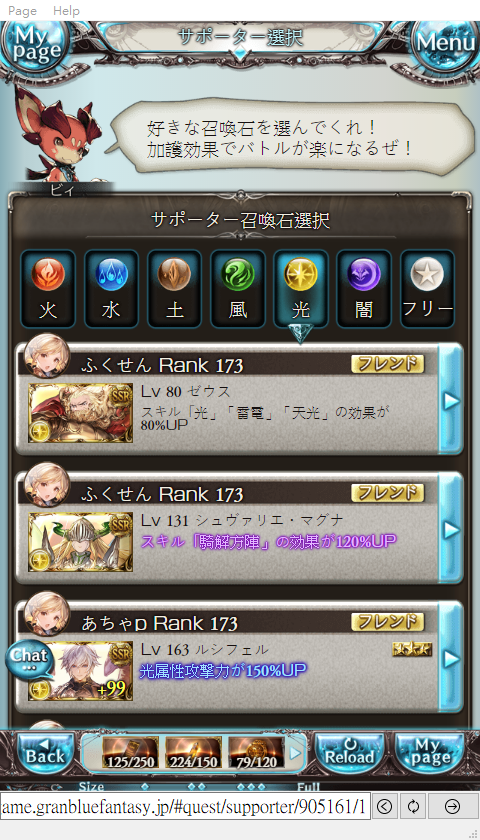 Page Help
My page
サポーター選択
Menu
好きな召喚石を選んでくれ！
加護効果でバトルが楽になるぜ！
ビィ
サポーター召喚石選択
火 水 土 風 光 闇 フリー
ふくせん Rank 173 フレンド
SSR
Lv 80 ゼウス
スキル「光」「雷電」「天光」の効果が
80%UP
ふくせん Rank 173 フレンド
SSR
Lv 131 シュヴァリエ・マグナ
スキル「騎解方陣」の効果が120%UP
あちゃp Rank 173 フレンド
SSR
Lv 163 ルシフェル
光属性攻撃力が150%UP
+99
Chat
...
Back
125/250 224/150 79/120
Reload
My page
Size Full
ame.granbluefantasy.jp/#quest/supporter/905161/1